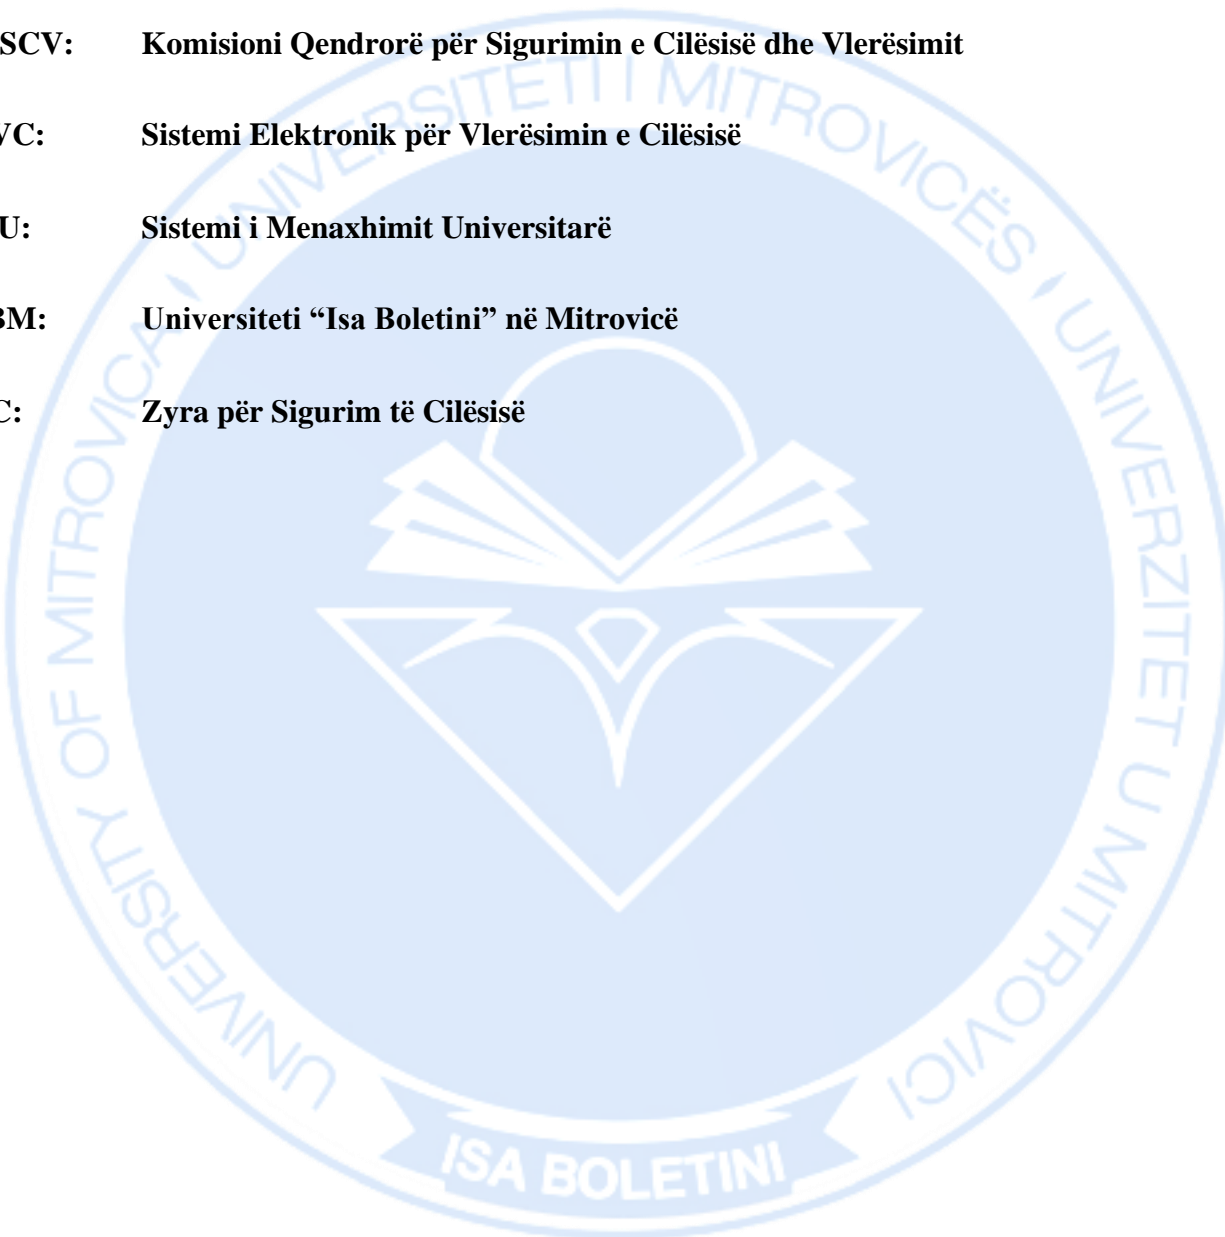 SCV: Komisioni Qendrorë për Sigurimin e Cilësisë dhe Vlerësimit
VC: Sistemi Elektronik për Vlerësimin e Cilësisë
U: Sistemi i Menaxhimit Universitarë
BM: Universiteti “Isa Boletini” në Mitrovicë
C: Zyra për Sigurim të Cilësisë
UNIVERSITETI I MITROVICËS
UNIVERZITET U MITROVICI
UNIVERSITY OF MITROVICA
ISA BOLETINI